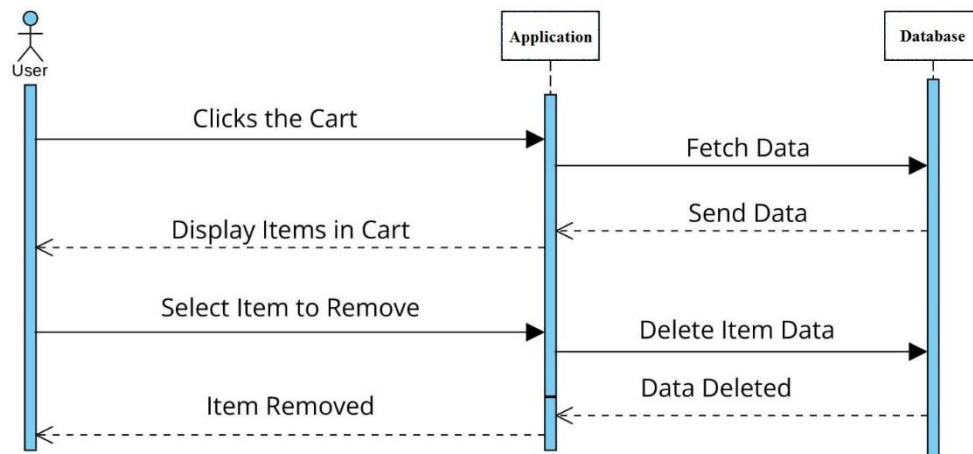 User
Application
Database
Clicks the Cart
Fetch Data
Send Data
Display Items in Cart
Select Item to Remove
Delete Item Data
Data Deleted
Item Removed